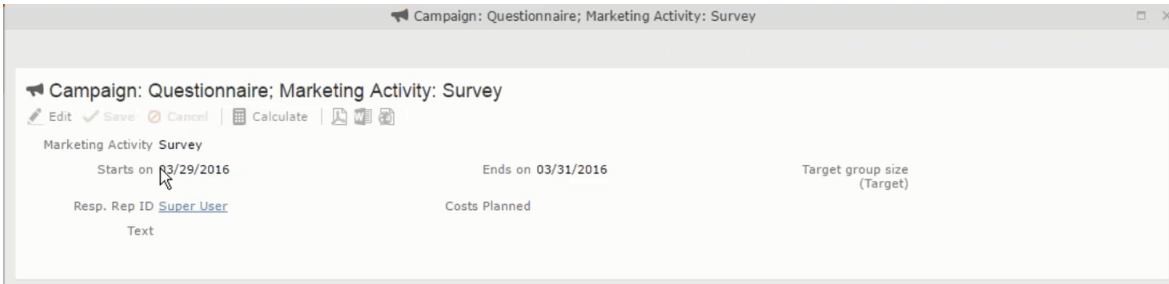 Campaign: Questionnaire; Marketing Activity: Survey
Campaign: Questionnaire; Marketing Activity: Survey
Edit Save Cancel Calculate
Marketing Activity Survey
Starts on 03/29/2016 Ends on 03/31/2016 Target group size
(Target)
Resp. Rep ID Super User Costs Planned
Text